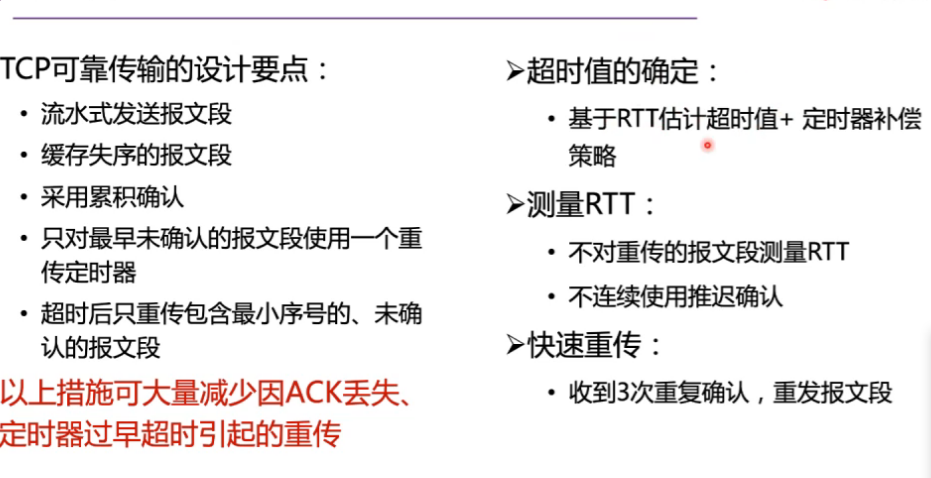 TCP可靠传输的设计要点：
• 流水式发送报文段
• 缓存失序的报文段
• 采用累积确认
• 只对最早未确认的报文段使用一个重
传定时器
• 超时后只重传包含最小序号的、未确
认的报文段
以上措施可大量减少因ACK丢失、
定时器过早超时引起的重传
➢超时值的确定：
• 基于RTT估计超时值+ 定时器补偿
策略
➢测量RTT：
• 不对重传的报文段测量RTT
• 不连续使用推迟确认
➢快速重传：
• 收到3次重复确认，重发报文段